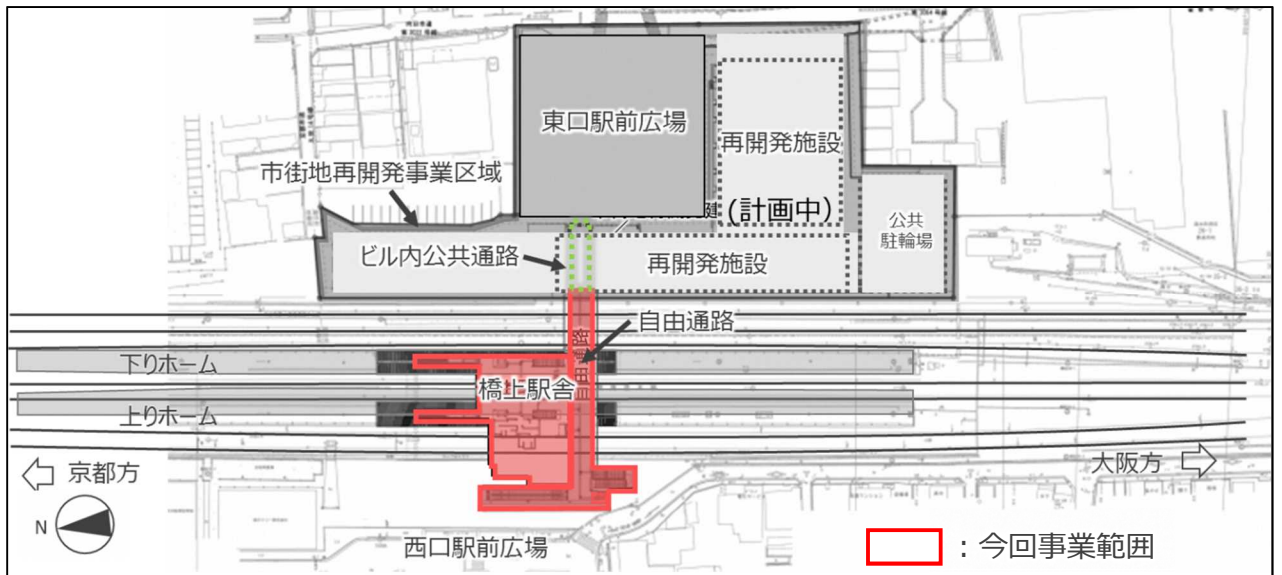 東口駅前広場
再開発施設
市街地再開発事業区域
(計画中)
公共
駐輪場
ビル内公共通路
再開発施設
自由通路
自由通路
下りホーム
橋上駅舎
上りホーム
京都方
大阪方
N
西口駅前広場
:今回事業範囲